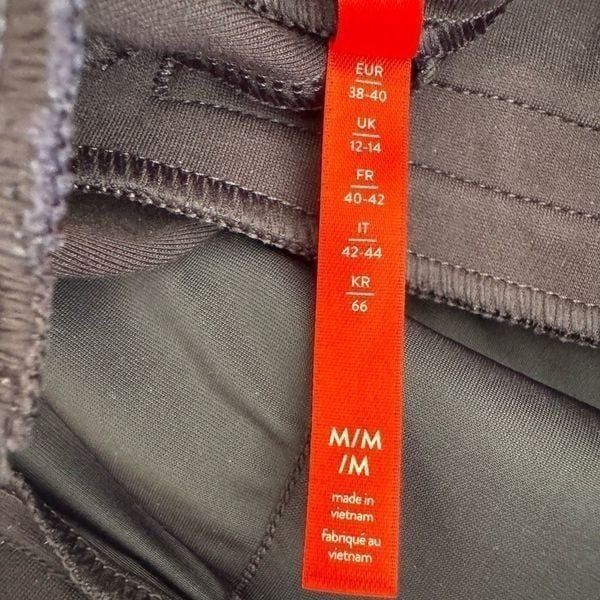 EUR
38-40
UK
12-14
FR
40-42
IT
42-44
KR
66
M/M
/M
made in
vietnam
fabriqué au
vietnam